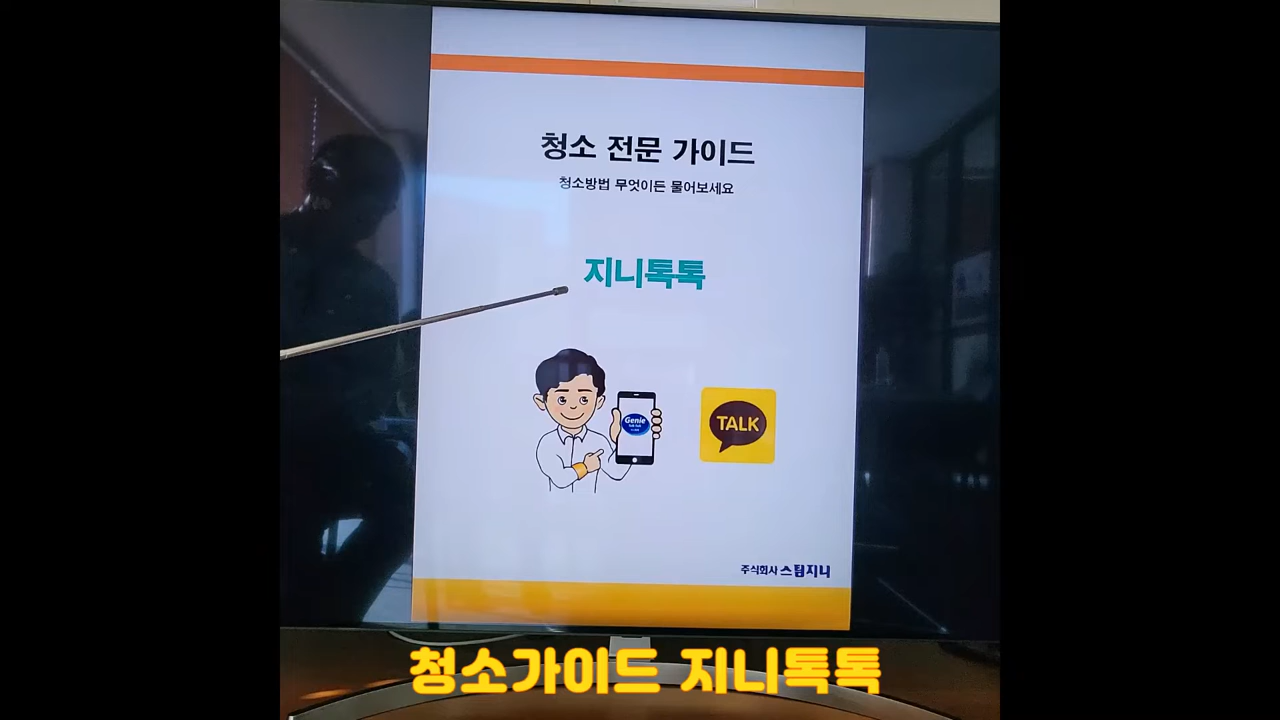 청소 전문 가이드
청소방법 무엇이든 물어보세요
지니톡톡
Genie
TALK
주식회사 스팀지니
청소가이드 지니톡톡